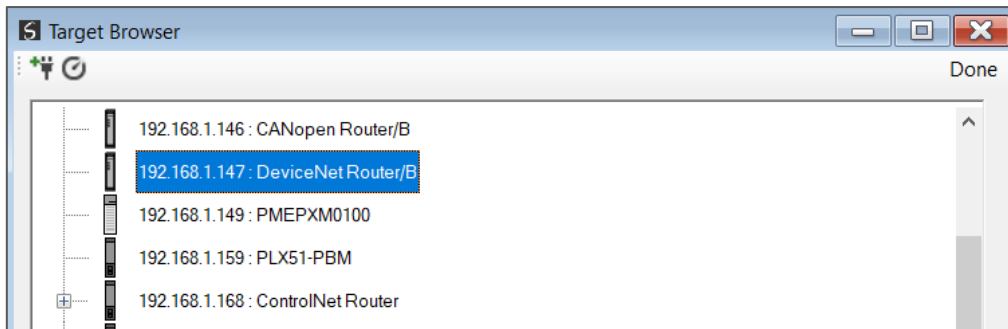 Target Browser
Done
192.168.1.146 : CANopen Router/B
192.168.1.147 : DeviceNet Router/B
192.168.1.149 : PMEPXM0100
192.168.1.159 : PLX51-PBM
192.168.1.168 : ControlNet Router